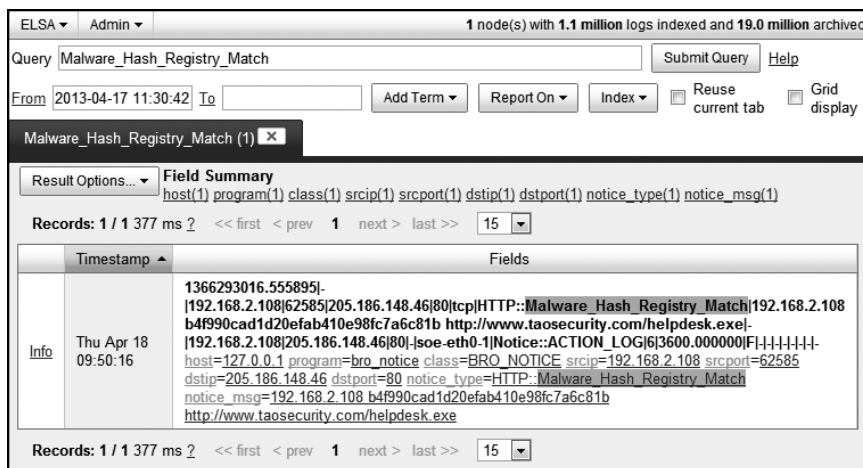 ELSA Admin 1 node(s) with 1.1 million logs indexed and 19.0 million archived
Query Malware_Hash_Registry_Match Submit Query Help
From 2013-04-17 11:30:42 To Add Term Report On Index Reuse current tab Grid display
Malware_Hash_Registry_Match (1) X
Result Options... Field Summary
host(1) program(1) class(1) srcip(1) srcport(1) dstip(1) dstport(1) notice_type(1) notice_msg(1)
Records: 1 / 1 377 ms ? << first < prev 1 next > last >> 15
Timestamp Fields
1366293016.555895|-
|192.168.2.108|62585|205.186.148.46|80|tcp|HTTP::Malware_Hash_Registry_Match|192.168.2.108
b4f990cad1d20efab410e98fc7a6c81b http://www.taosecurity.com/helpdesk.exe|-
|192.168.2.108|205.186.148.46|80|-|soe-eth0-1|Notice::ACTION_LOG|6|3600.000000|F|-|-|-|-|-|-|-|-
Info Thu Apr 18 09:50:16
host=127.0.0.1 program=bro_notice class=BRO_NOTICE srcip=192.168.2.108 srcport=62585
dstip=205.186.148.46 dstport=80 notice_type=HTTP::Malware_Hash_Registry_Match
notice_msg=192.168.2.108 b4f990cad1d20efab410e98fc7a6c81b
http://www.taosecurity.com/helpdesk.exe
Records: 1 / 1 377 ms ? << first < prev 1 next > last >> 15